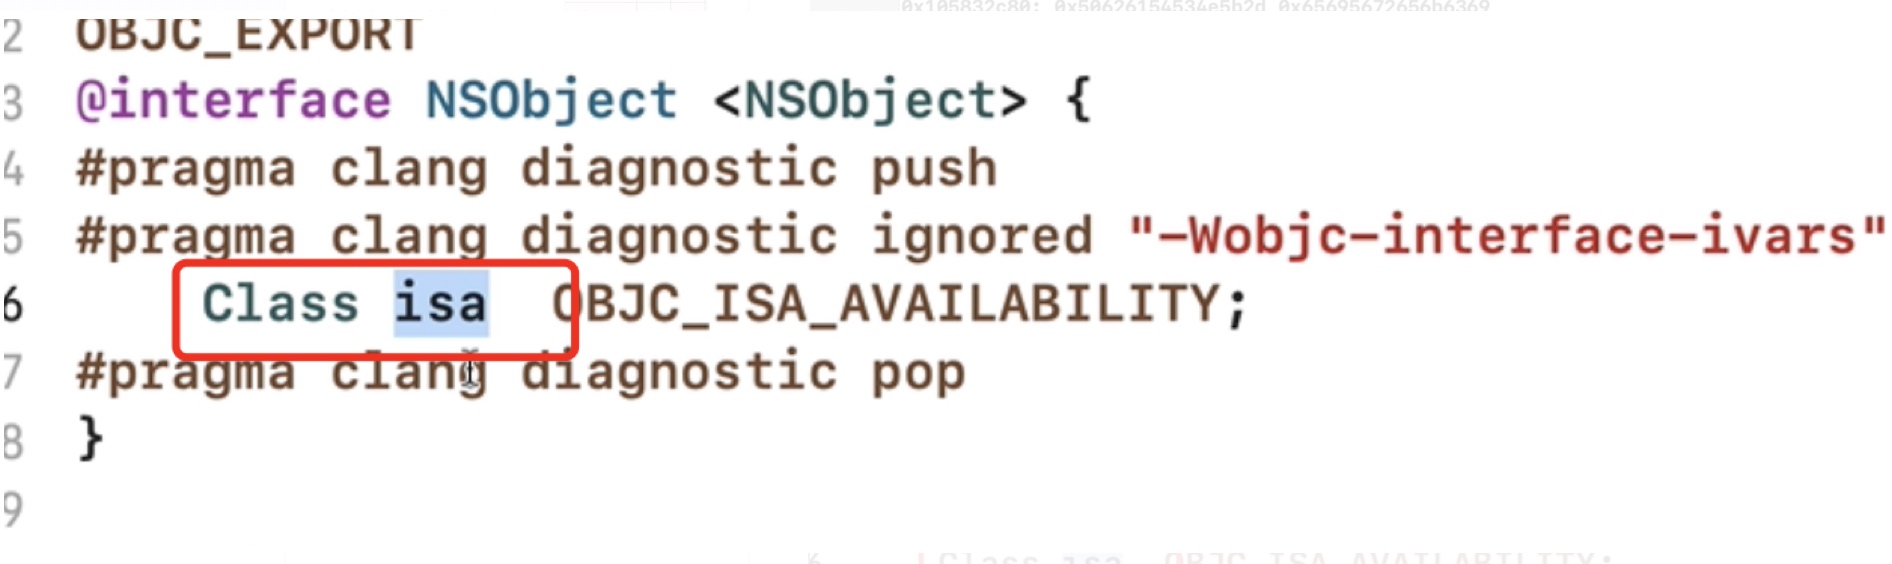 0x105832c80: 0x50626154534e5b2d 0x65695672656b6369
2 OBJC_EXPORT
3 @interface NSObject <NSObject> {
4 #pragma clang diagnostic push
5 #pragma clang diagnostic ignored "-Wobjc-interface-ivars"
6 Class isa OBJC_ISA_AVAILABILITY;
7 #pragma clang diagnostic pop
8 }
9
6 Class isa OBJC_ISA_AVAILABILITY;